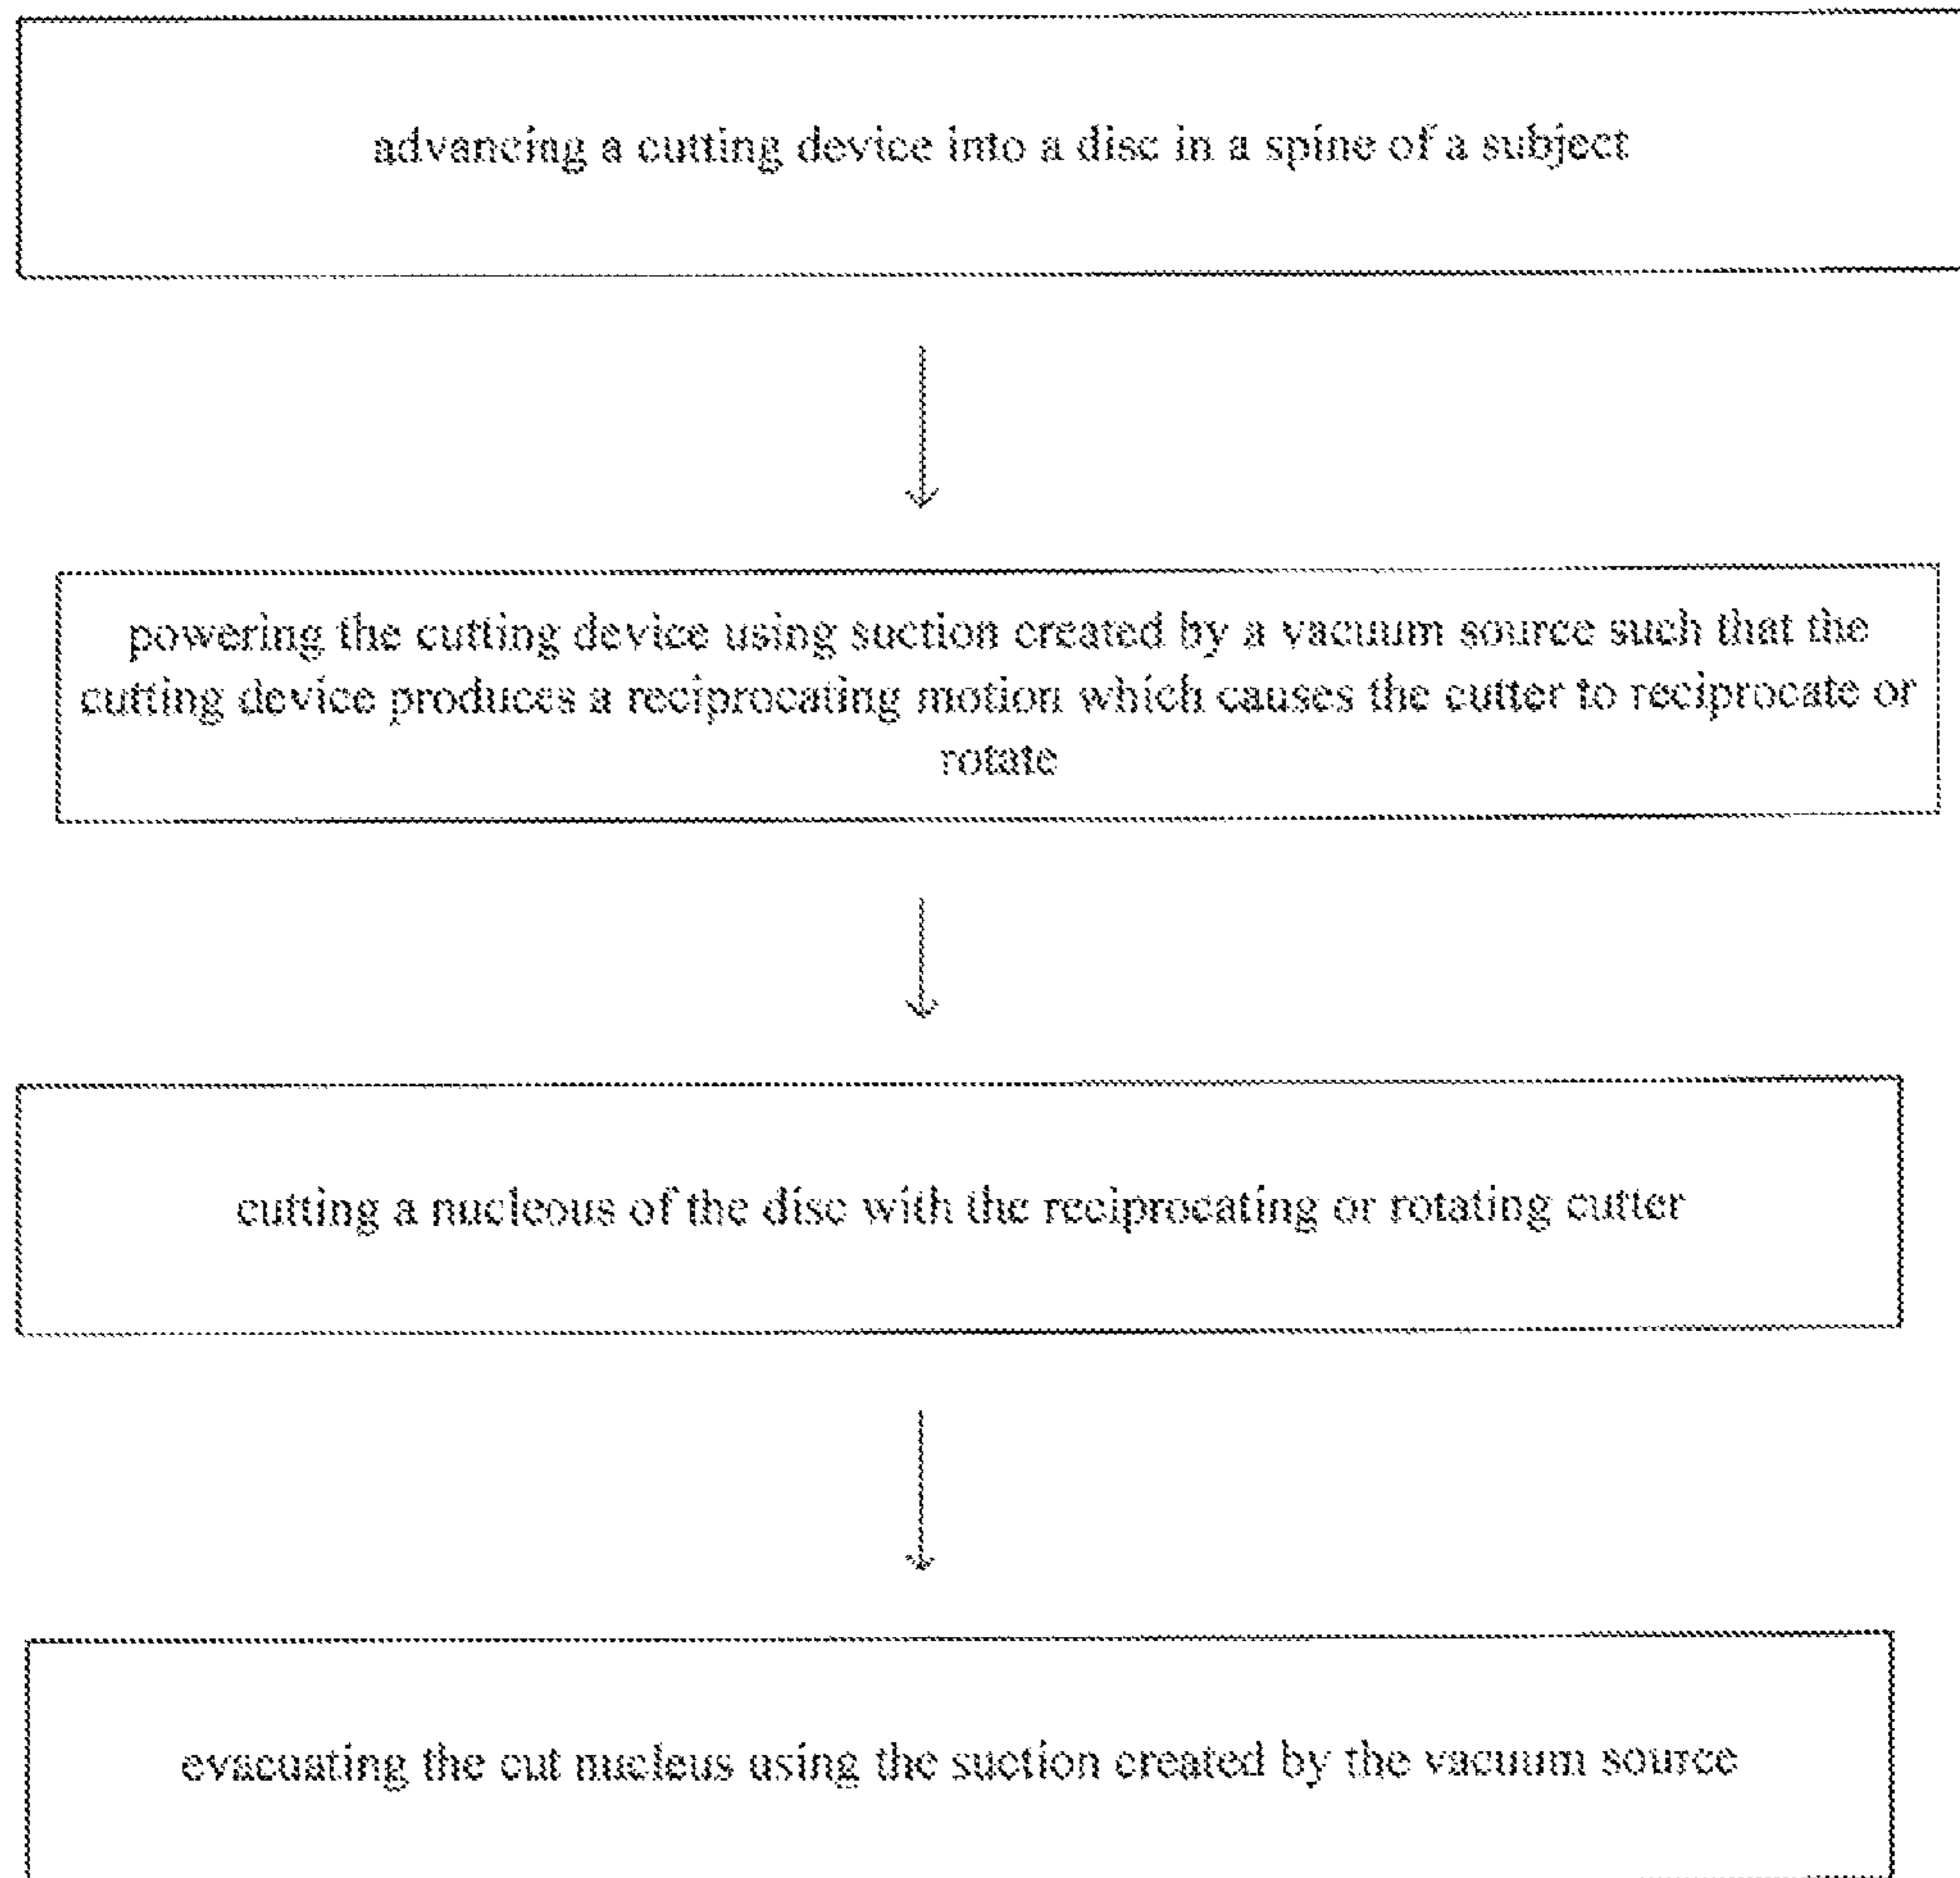 advancing a cutting device into a disc in a spine of a subject
powering the cutting device using suction created by a vacuum source such that the
cutting device produces a reciprocating motion which causes the cutter to reciprocate or
rotate
cutting a nucleous of the disc with the reciprocating or rotating cutter
evacuating the cut nucleus using the suction created by the vacuum source